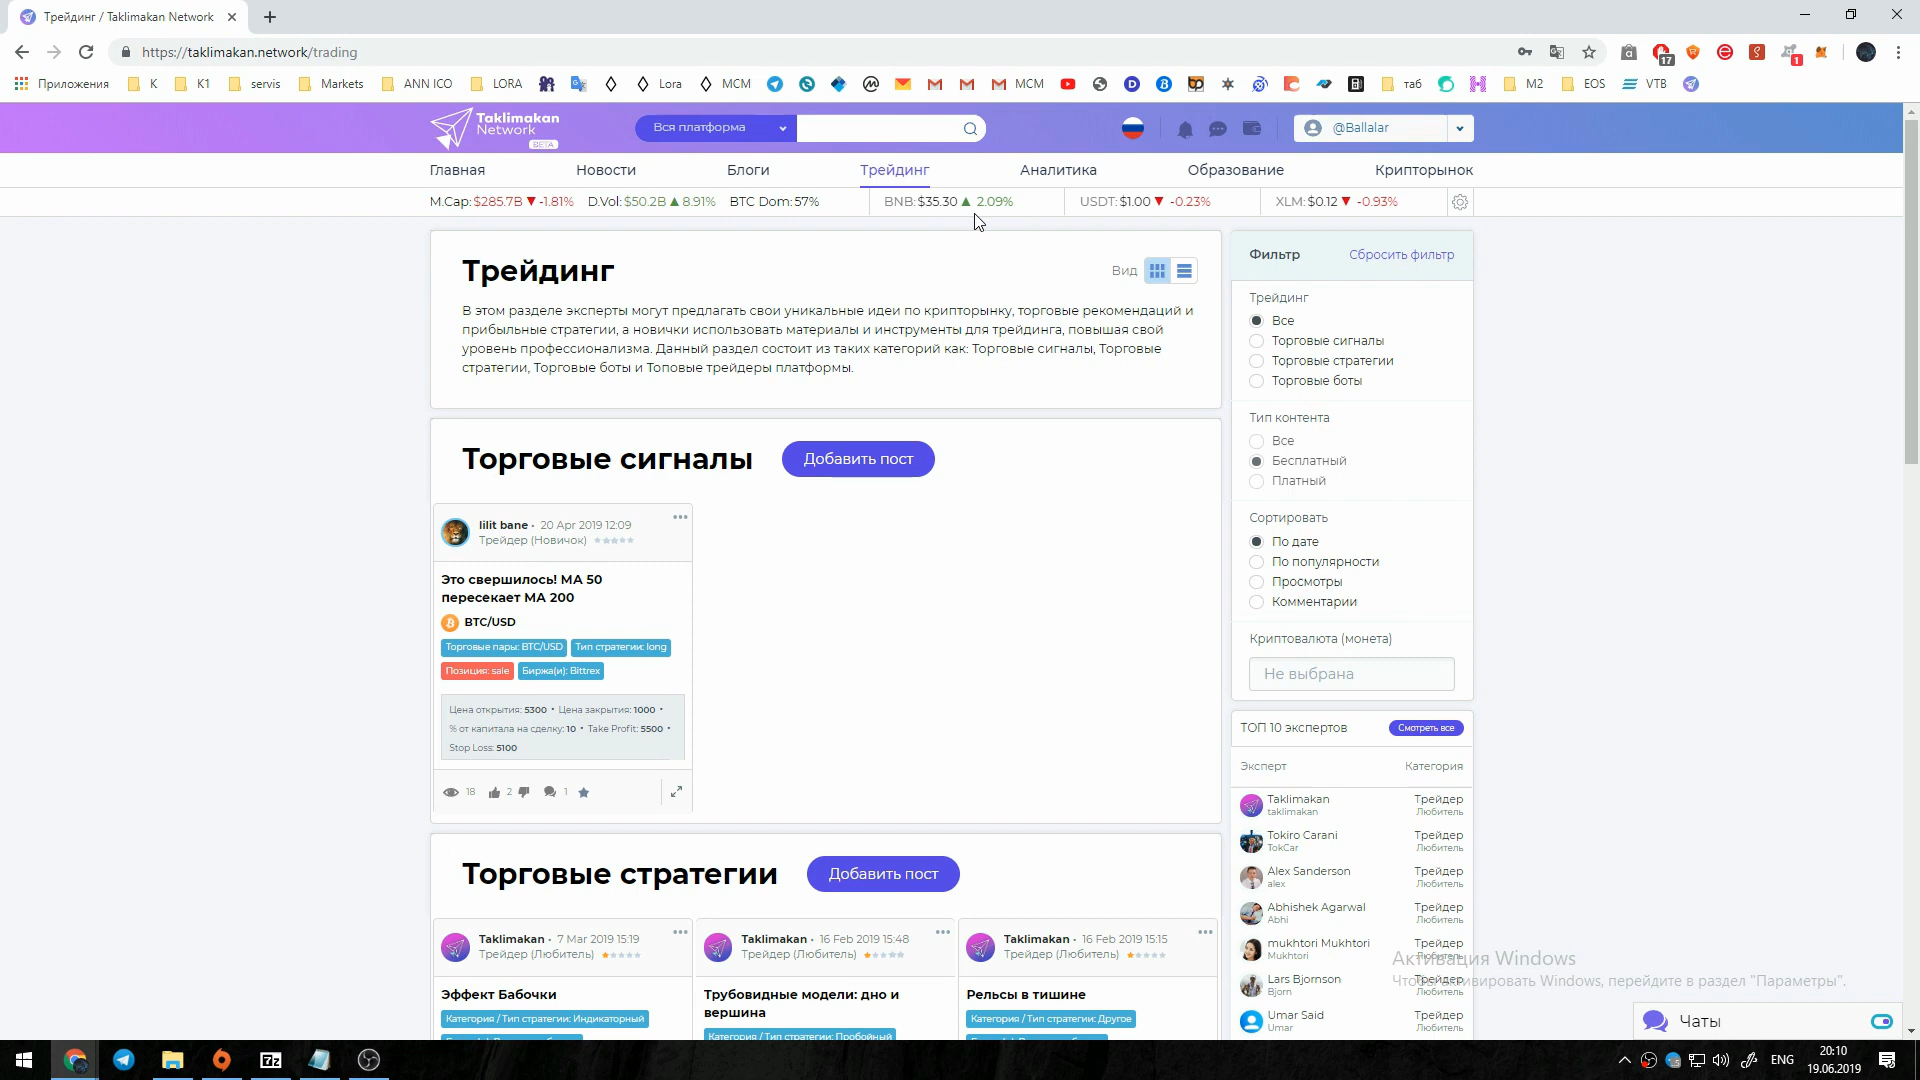 Трейдинг / Taklimakan Network
https://taklimakan.network/trading
17
1
Приложения K K1 servis Markets ANN ICO LORA Lora MCM MCM таб M2 EOS VTB
Taklimakan
Network
BETA
Вся платформа
@Ballalar
Главная Новости Блоги Трейдинг Аналитика Образование Крипторынок
M.Cap: $285.7B ▼ -1.81% D.Vol: $50.2B ▲ 8.91% BTC Dom: 57% BNB: $35.30 ▲ 2.09% USDT: $1.00 ▼ -0.23% XLM: $0.12 ▼ -0.93%
Трейдинг
Вид
В этом разделе эксперты могут предлагать свои уникальные идеи по крипторынку, торговые рекомендаций и
прибыльные стратегии, а новички использовать материалы и инструменты для трейдинга, повышая свой
уровень профессионализма. Данный раздел состоит из таких категорий как: Торговые сигналы, Торговые
стратегии, Торговые боты и Топовые трейдеры платформы.
Торговые сигналы
Добавить пост
lilit bane • 20 Apr 2019 12:09
Трейдер (Новичок)
Это свершилось! МА 50
пересекает МА 200
BTC/USD
Торговые пары: BTC/USD Тип стратегии: long
Позиция: sale Биржа(и): Bittrex
Цена открытия: 5300 • Цена закрытия: 1000 •
% от капитала на сделку: 10 • Take Profit: 5500 •
Stop Loss: 5100
18 2 1
Торговые стратегии
Добавить пост
Taklimakan • 7 Mar 2019 15:19
Трейдер (Любитель)
Эффект Бабочки
Категория / Тип стратегии: Индикаторный
Taklimakan • 16 Feb 2019 15:48
Трейдер (Любитель)
Трубовидные модели: дно и
вершина
Категория / Тип стратегии: Пробойный
Taklimakan • 16 Feb 2019 15:15
Трейдер (Любитель)
Рельсы в тишине
Категория / Тип стратегии: Другое
Фильтр Сбросить фильтр
Трейдинг
Все
Торговые сигналы
Торговые стратегии
Торговые боты
Тип контента
Все
Бесплатный
Платный
Сортировать
По дате
По популярности
Просмотры
Комментарии
Криптовалюта (монета)
Не выбрана
ТОП 10 экспертов Смотреть все
Эксперт Категория
Taklimakan Трейдер
taklimakan Любитель
Tokiro Carani Трейдер
TokCar Любитель
Alex Sanderson Трейдер
alex Любитель
Abhishek Agarwal Трейдер
Abhi Любитель
mukhtori Mukhtori Трейдер
Mukhtori Любитель
Lars Bjornson Трейдер
Bjorn Любитель
Umar Said Трейдер
Umar Любитель
Активация Windows
Чтобы активировать Windows, перейдите в раздел "Параметры".
Чаты
ENG
20:10
19.06.2019